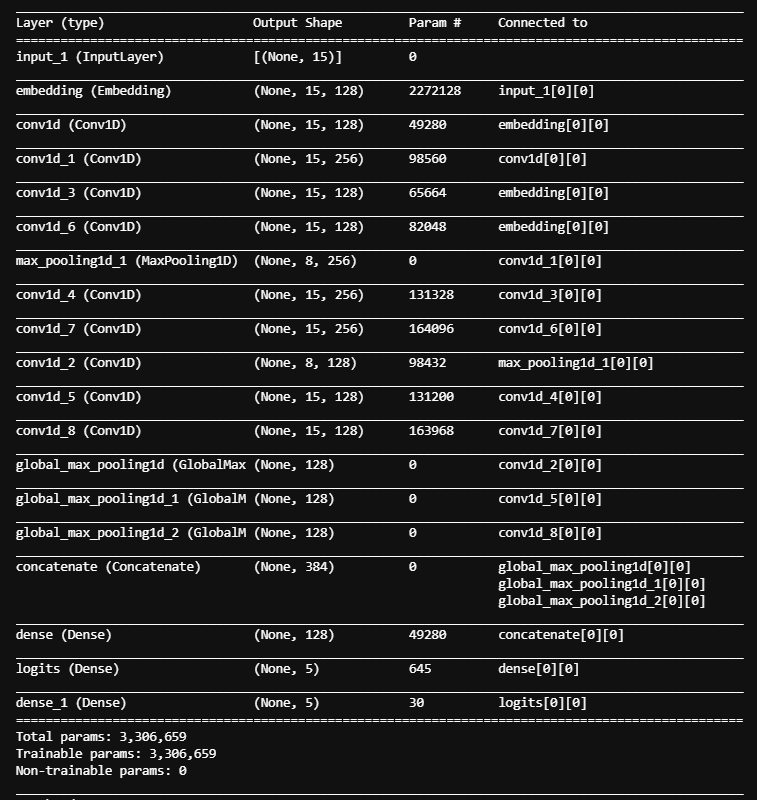 Layer (type) Output Shape Param # Connected to
==================================================================================================
input_1 (InputLayer) [(None, 15)] 0
embedding (Embedding) (None, 15, 128) 2272128 input_1[0][0]
conv1d (Conv1D) (None, 15, 128) 49280 embedding[0][0]
conv1d_1 (Conv1D) (None, 15, 256) 98560 conv1d[0][0]
conv1d_3 (Conv1D) (None, 15, 128) 65664 embedding[0][0]
conv1d_6 (Conv1D) (None, 15, 128) 82048 embedding[0][0]
max_pooling1d_1 (MaxPooling1D) (None, 8, 256) 0 conv1d_1[0][0]
conv1d_4 (Conv1D) (None, 15, 256) 131328 conv1d_3[0][0]
conv1d_7 (Conv1D) (None, 15, 256) 164096 conv1d_6[0][0]
conv1d_2 (Conv1D) (None, 8, 128) 98432 max_pooling1d_1[0][0]
conv1d_5 (Conv1D) (None, 15, 128) 131200 conv1d_4[0][0]
conv1d_8 (Conv1D) (None, 15, 128) 163968 conv1d_7[0][0]
global_max_pooling1d (GlobalMax (None, 128) 0 conv1d_2[0][0]
global_max_pooling1d_1 (GlobalM (None, 128) 0 conv1d_5[0][0]
global_max_pooling1d_2 (GlobalM (None, 128) 0 conv1d_8[0][0]
concatenate (Concatenate) (None, 384) 0 global_max_pooling1d[0][0]
global_max_pooling1d_1[0][0]
global_max_pooling1d_2[0][0]
dense (Dense) (None, 128) 49280 concatenate[0][0]
logits (Dense) (None, 5) 645 dense[0][0]
dense_1 (Dense) (None, 5) 30 logits[0][0]
==================================================================================================
Total params: 3,306,659
Trainable params: 3,306,659
Non-trainable params: 0